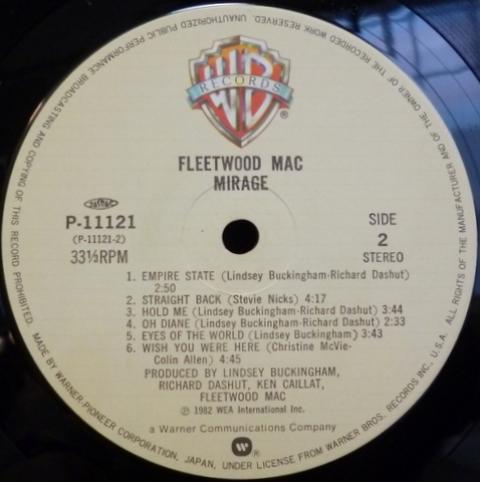 UNAUTHORIZED PUBLIC PERFORMANCE BROADCASTING AND COPYING OF THIS RECORD PROHIBITED.
ALL RIGHTS OF THE MANUFACTURER AND OF THE OWNER OF THE RECORDED WORK RESERVED.
WB
RECORDS
®
FLEETWOOD MAC
MIRAGE
JASRAC
P-11121
(P-11121-2)
33⅓RPM
SIDE
2
STEREO
1. EMPIRE STATE (Lindsey Buckingham-Richard Dashut)
2:50
2. STRAIGHT BACK (Stevie Nicks) 4:17
3. HOLD ME (Lindsey Buckingham-Richard Dashut) 3:44
4. OH DIANE (Lindsey Buckingham-Richard Dashut) 2:33
5. EYES OF THE WORLD (Lindsey Buckingham) 3:43
6. WISH YOU WERE HERE (Christine McVie-
Colin Allen) 4:45
PRODUCED BY LINDSEY BUCKINGHAM,
RICHARD DASHUT, KEN CAILLAT,
FLEETWOOD MAC
℗ 1982 WEA International Inc.
a Warner Communications Company
®
MADE BY WARNER-PIONEER CORPORATION, JAPAN, UNDER LICENSE FROM WARNER BROS. RECORDS INC., U.S.A.